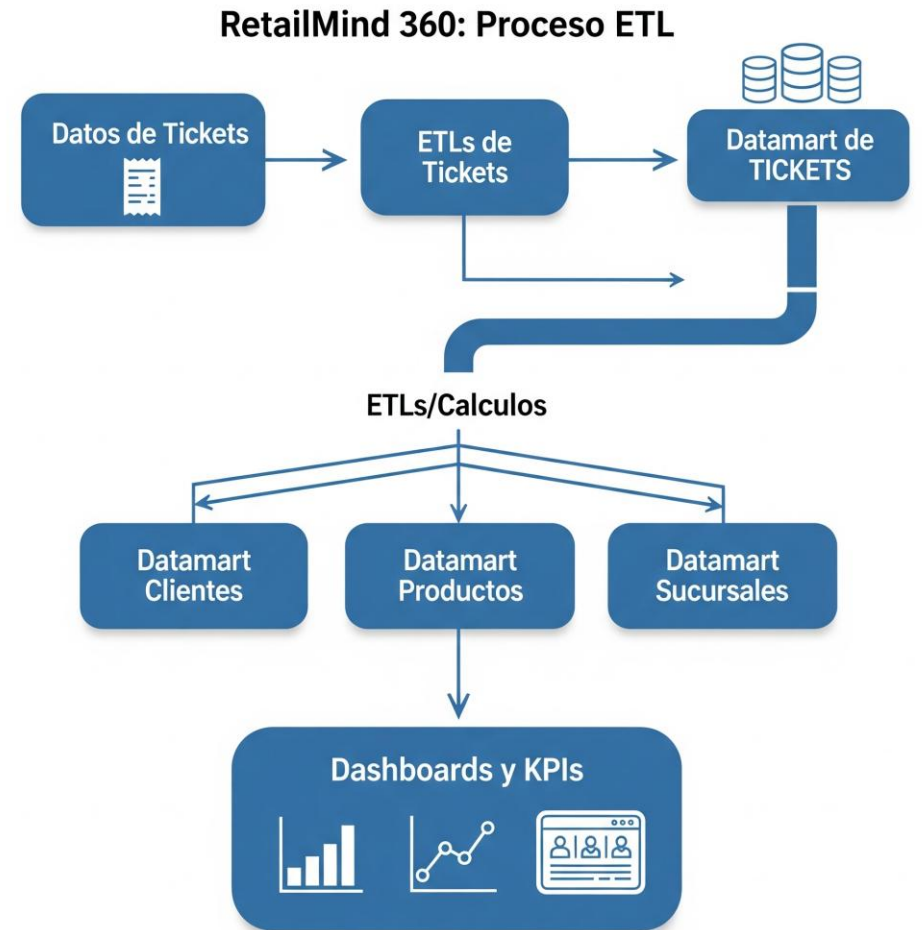 RetailMind 360: Proceso ETL
Datos de Tickets
ETLs de
Tickets
Datamart de
TICKETS
ETLs/Calculos
Datamart
Clientes
Datamart
Productos
Datamart
Sucursales
Dashboards y KPIs